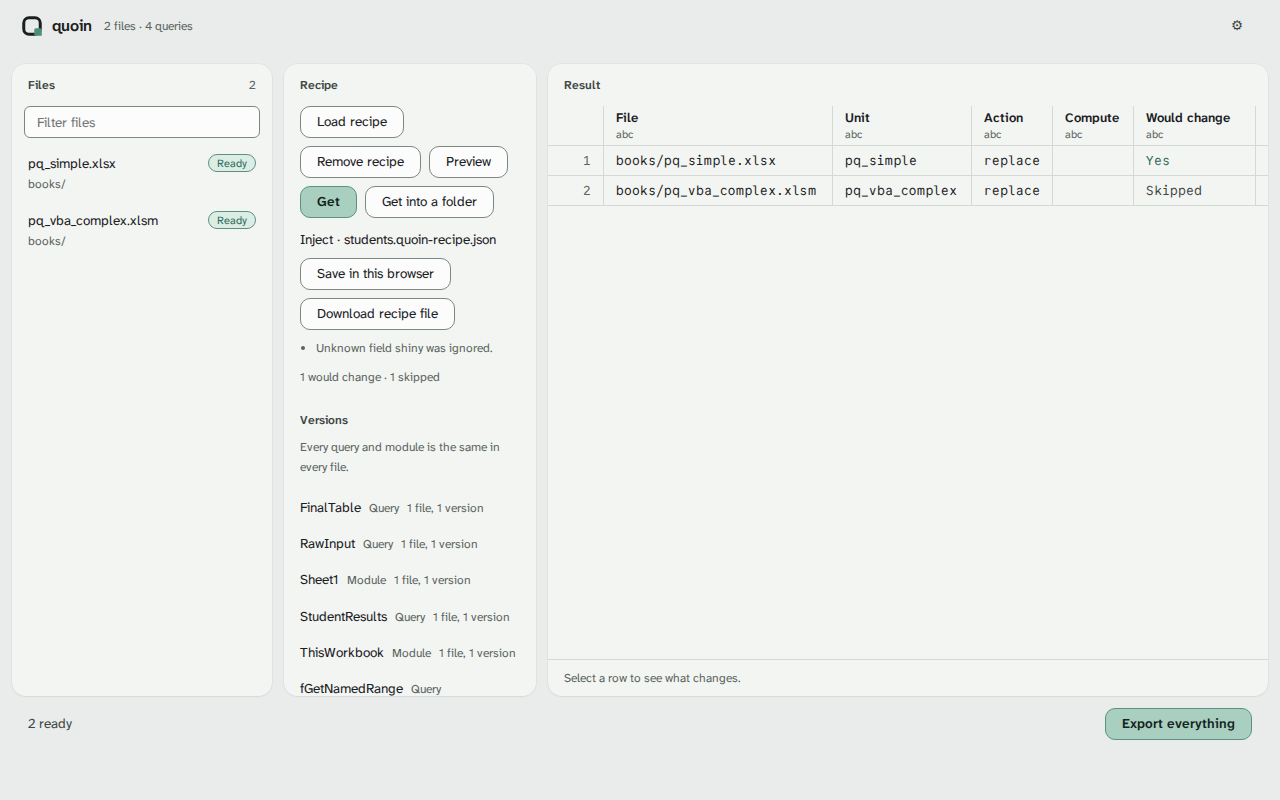 quoin 2 files · 4 queries ⚙
Files 2
Filter files
pq_simple.xlsx Ready
books/
pq_vba_complex.xlsm Ready
books/
Recipe
Load recipe
Remove recipe Preview
Get Get into a folder
Inject · students.quoin-recipe.json
Save in this browser
Download recipe file
• Unknown field shiny was ignored.
1 would change · 1 skipped
Versions
Every query and module is the same in
every file.
FinalTable Query 1 file, 1 version
RawInput Query 1 file, 1 version
Sheet1 Module 1 file, 1 version
StudentResults Query 1 file, 1 version
ThisWorkbook Module 1 file, 1 version
fGetNamedRange Query
Result
File Unit Action Compute Would change
abc abc abc abc abc
1 books/pq_simple.xlsx pq_simple replace Yes
2 books/pq_vba_complex.xlsm pq_vba_complex replace Skipped
Select a row to see what changes.
2 ready Export everything